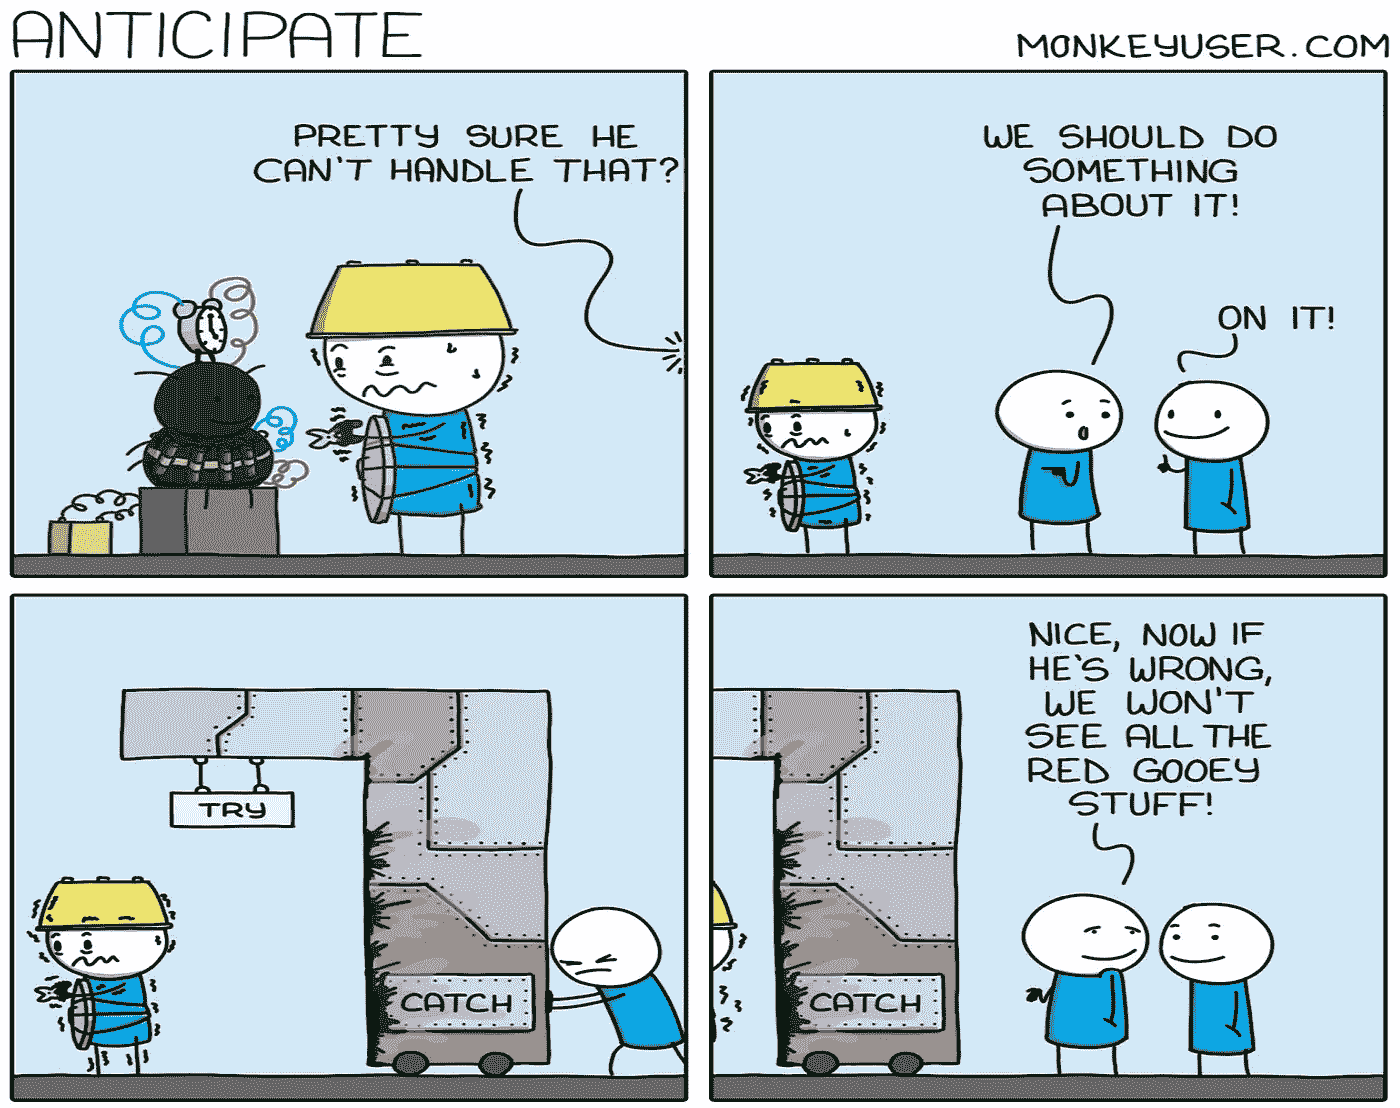 ANTICIPATE
MONKEYUSER.COM
PRETTY SURE HE
CAN'T HANDLE THAT?
WE SHOULD DO
SOMETHING
ABOUT IT!
ON IT!
TRY
CATCH
NICE, NOW IF
HE'S WRONG,
WE WON'T
SEE ALL THE
RED GOOEY
STUFF!
CATCH